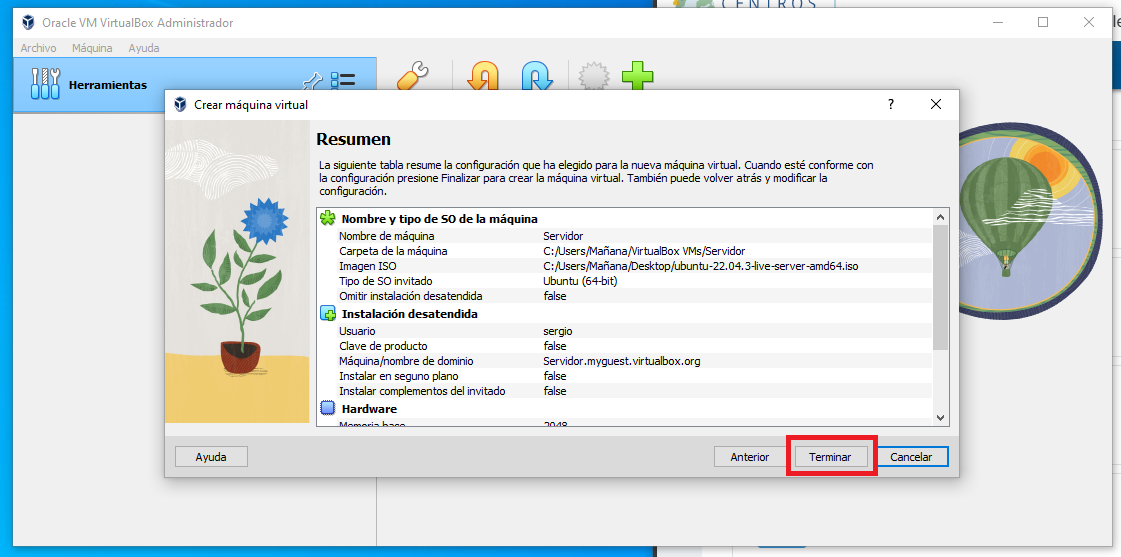 CENTROS
Oracle VM VirtualBox Administrador
Archivo Máquina Ayuda
Herramientas
Crear máquina virtual
?
Resumen
La siguiente tabla resume la configuración que ha elegido para la nueva máquina virtual. Cuando esté conforme con
la configuración presione Finalizar para crear la máquina virtual. También puede volver atrás y modificar la
configuración.
Nombre y tipo de SO de la máquina
Nombre de máquina Servidor
Carpeta de la máquina C:/Users/Mañana/VirtualBox VMs/Servidor
Imagen ISO C:/Users/Mañana/Desktop/ubuntu-22.04.3-live-server-amd64.iso
Tipo de SO invitado Ubuntu (64-bit)
Omitir instalación desatendida false
Instalación desatendida
Usuario sergio
Clave de producto false
Máquina/nombre de dominio Servidor.myguest.virtualbox.org
Instalar en seguno plano false
Instalar complementos del invitado false
Hardware
Memoria base 2048
Ayuda Anterior Terminar Cancelar